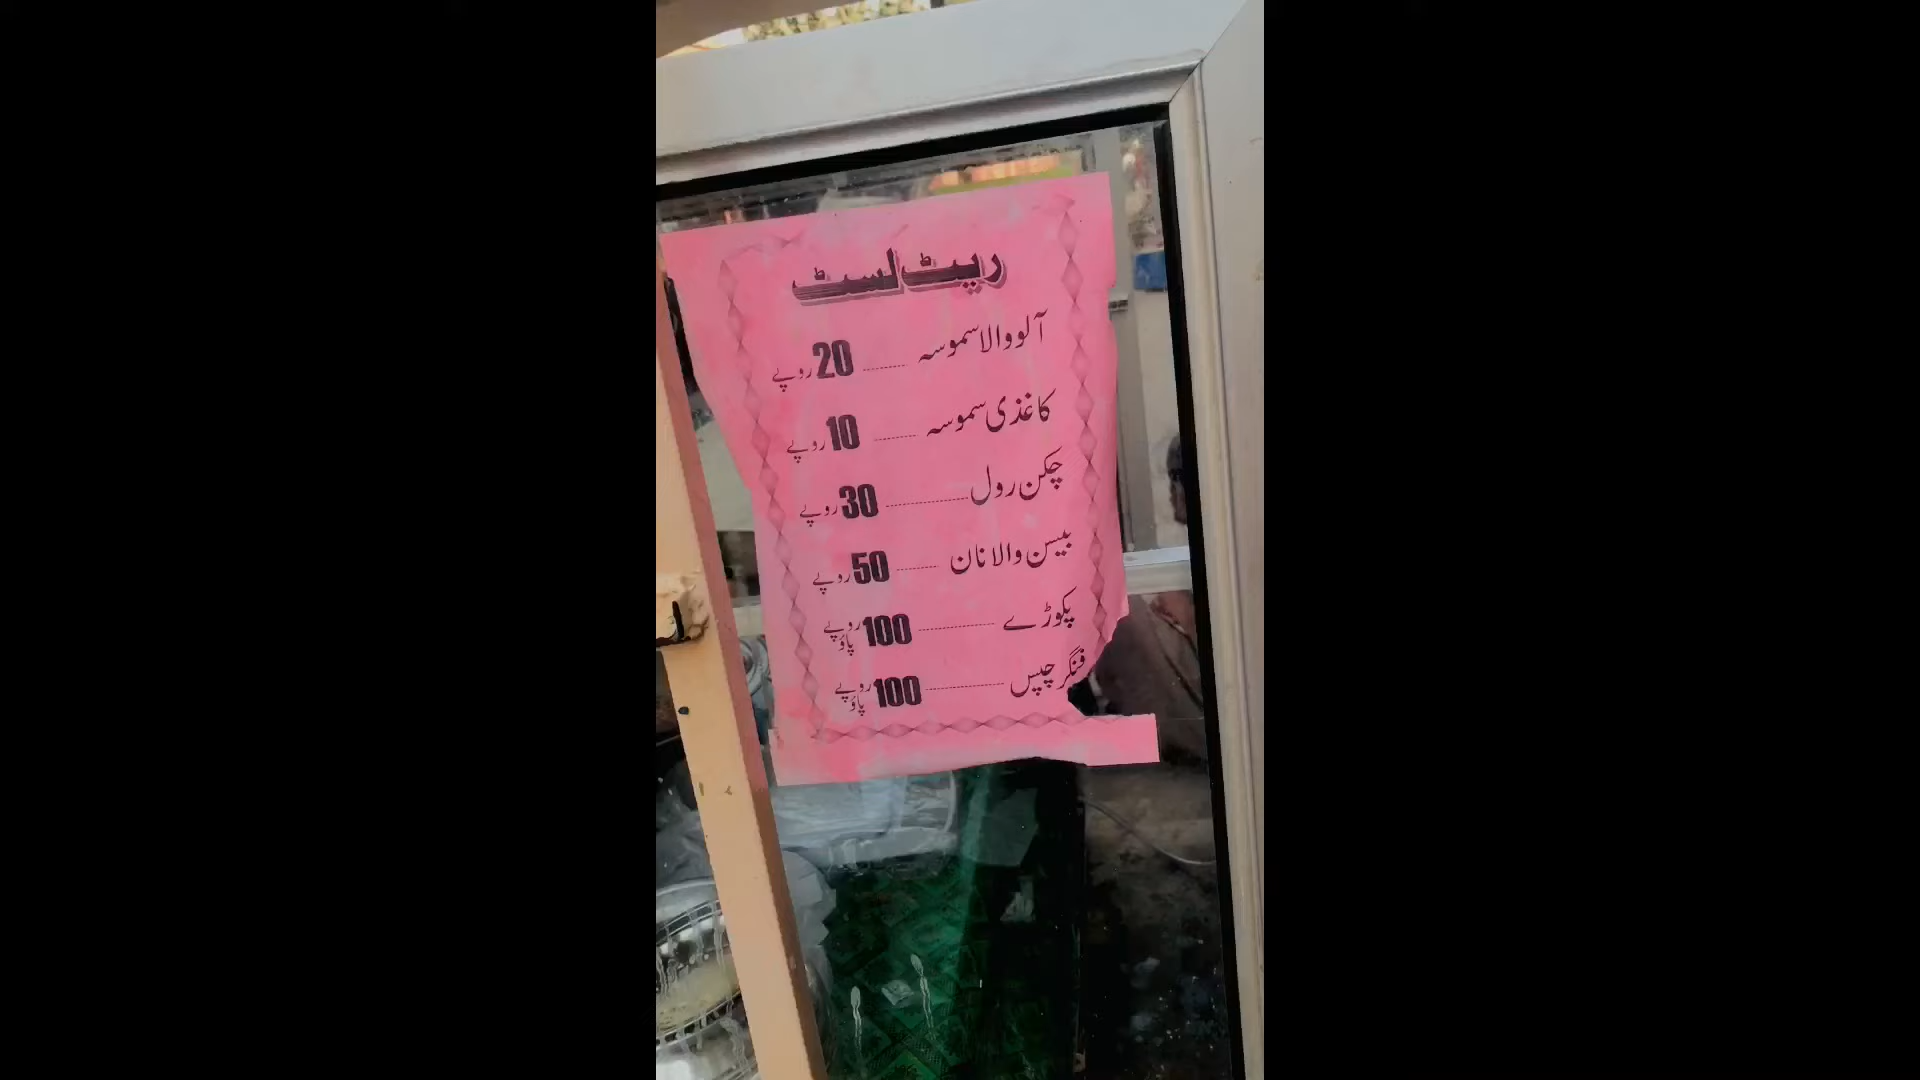 ریٹ لسٹ
آلو والا سموسہ ........ 20 روپے
کاغذی سموسہ ........ 10 روپے
چکن رول ................ 30 روپے
بیسن والا نان ........ 50 روپے
پکوڑے ................ 100 روپے پاؤ
فنگر چپس ................ 100 روپے پاؤ